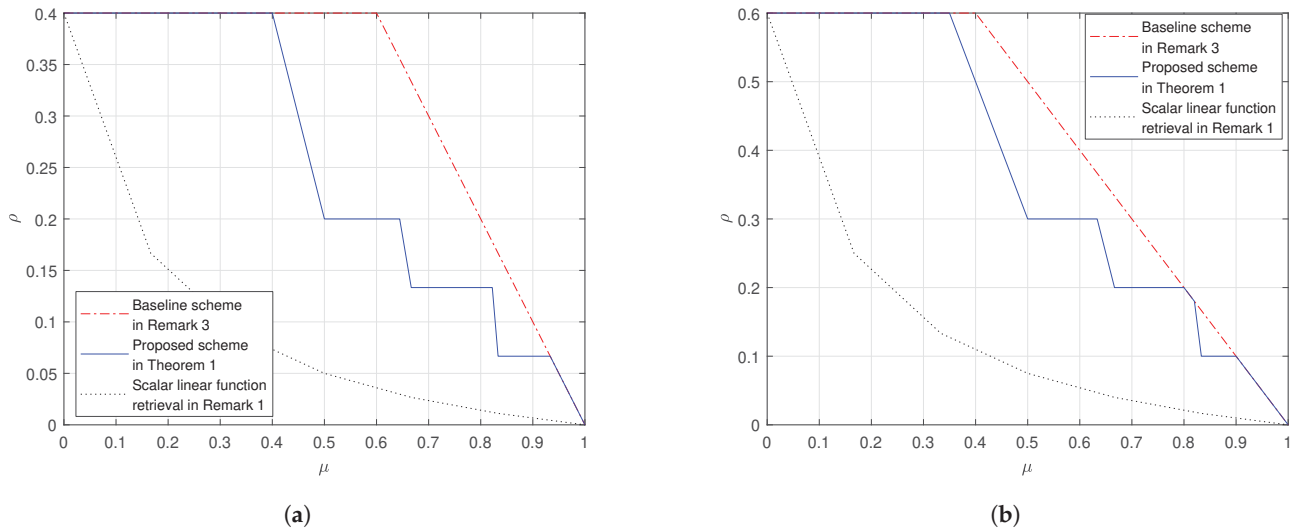 0.4
0.35
0.3
0.25
0.2
0.15
0.1
0.05
0
ρ
Baseline scheme
in Remark 3
Proposed scheme
in Theorem 1
Scalar linear function
retrieval in Remark 1
0 0.1 0.2 0.3 0.4 0.5 0.6 0.7 0.8 0.9 1
μ
(a)
0.6
0.5
0.4
0.3
0.2
0.1
0
ρ
Baseline scheme
in Remark 3
Proposed scheme
in Theorem 1
Scalar linear function
retrieval in Remark 1
0 0.1 0.2 0.3 0.4 0.5 0.6 0.7 0.8 0.9 1
μ
(b)